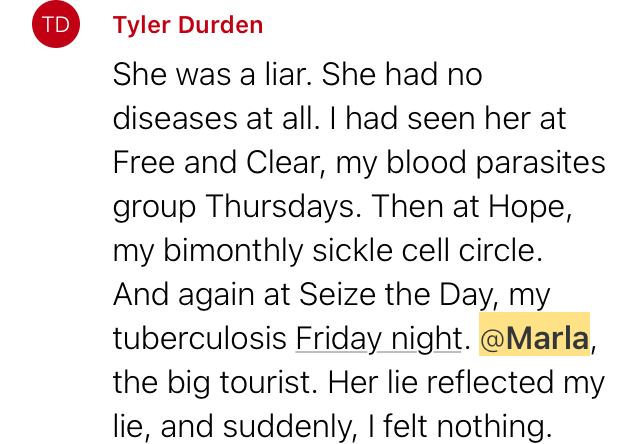 TD
Tyler Durden
She was a liar. She had no
diseases at all. I had seen her at
Free and Clear, my blood parasites
group Thursdays. Then at Hope,
my bimonthly sickle cell circle.
And again at Seize the Day, my
tuberculosis Friday night. @Marla,
the big tourist. Her lie reflected my
lie, and suddenly, I felt nothing.